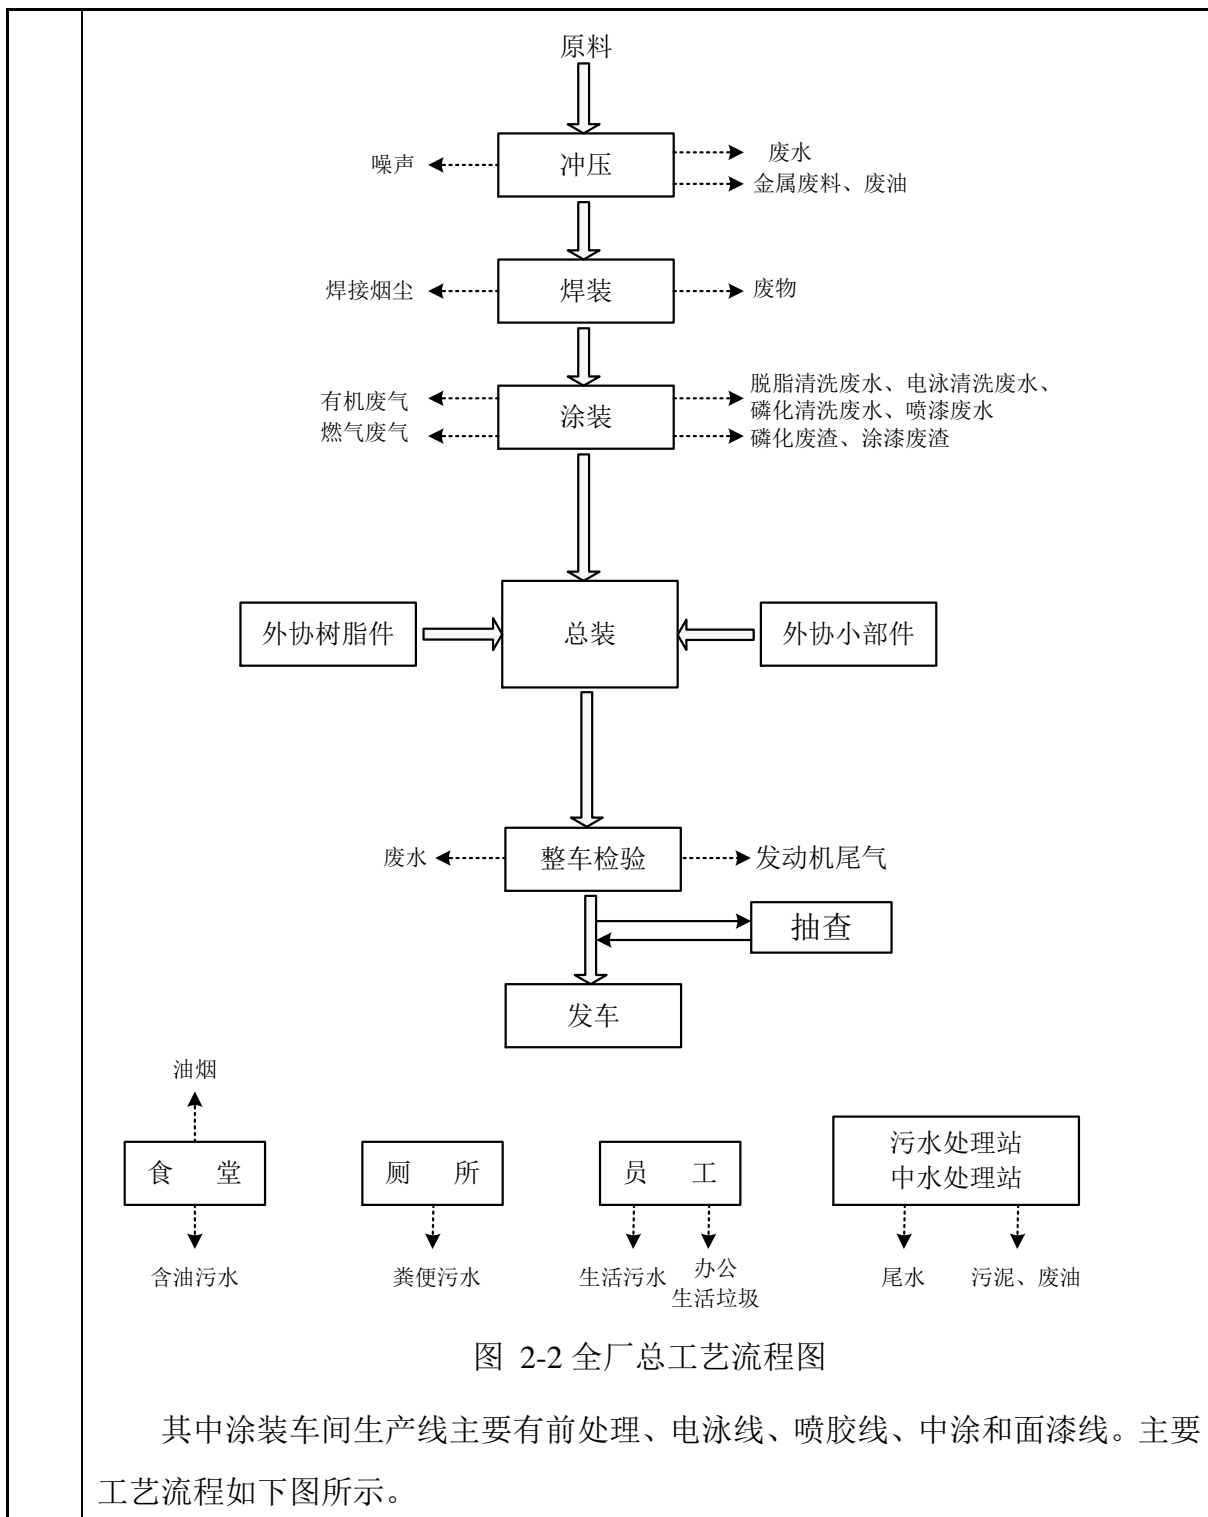 原料
噪声
冲压
废水
金属废料、废油
焊接烟尘
焊装
废物
有机废气
燃气废气
涂装
脱脂清洗废水、电泳清洗废水、
磷化清洗废水、喷漆废水
磷化废渣、涂漆废渣
外协树脂件
总装
外协小部件
废水
整车检验
发动机尾气
抽查
发车
油烟
食 堂
厕 所
员 工
污水处理站
中水处理站
含油污水
粪便污水
生活污水
办公
生活垃圾
尾水
污泥、废油
图 2-2 全厂总工艺流程图
其中涂装车间生产线主要有前处理、电泳线、喷胶线、中涂和面漆线。主要
工艺流程如下图所示。